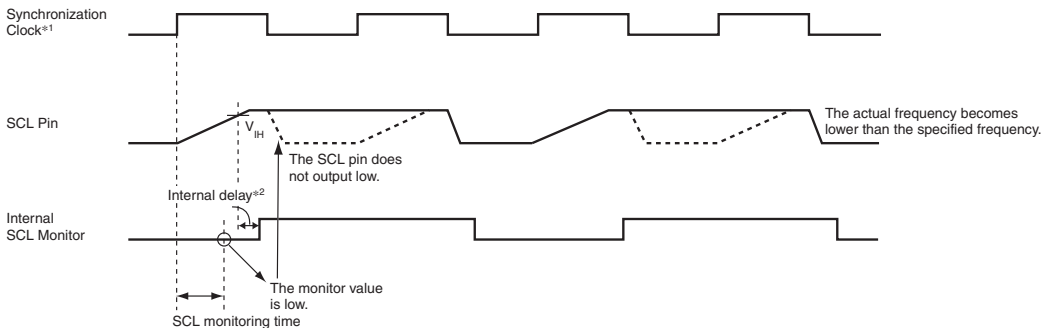 Synchronization
Clock*1
SCL Pin
VIH
The SCL pin does
not output low.
The actual frequency becomes
lower than the specified frequency.
Internal delay*2
Internal
SCL Monitor
The monitor value
is low.
SCL monitoring time